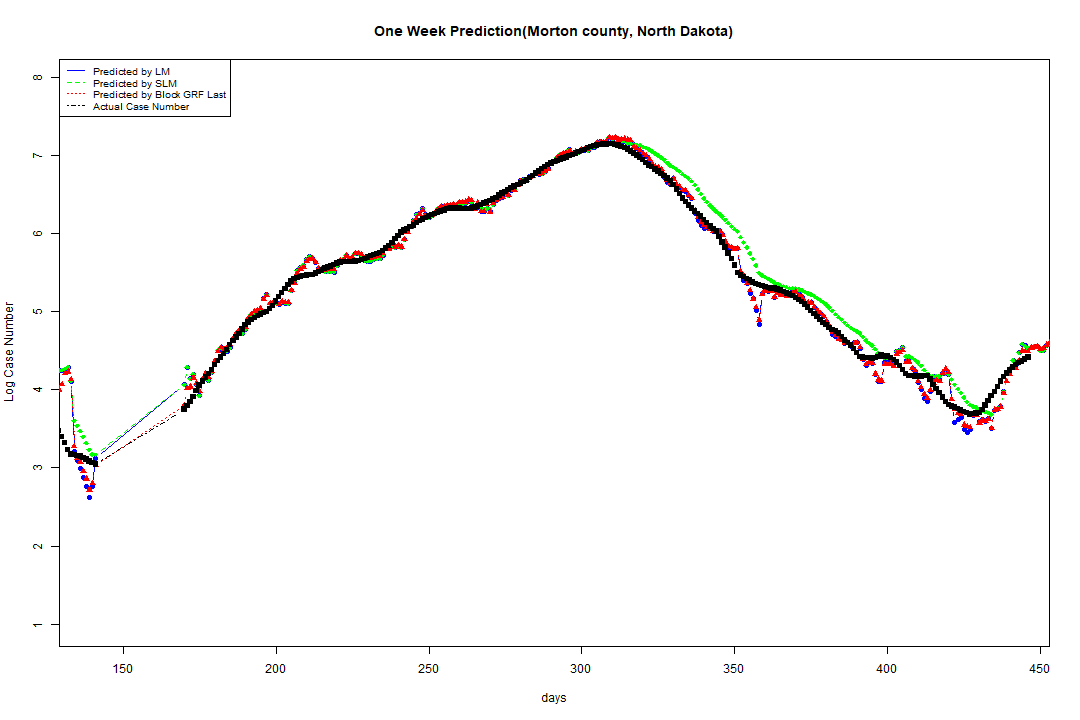 One Week Prediction(Morton county, North Dakota)
Predicted by LM
Predicted by SLM
Predicted by Block GRF Last
Actual Case Number
8
7
6
5
4
3
2
1
Log Case Number
150 200 250 300 350 400 450
days